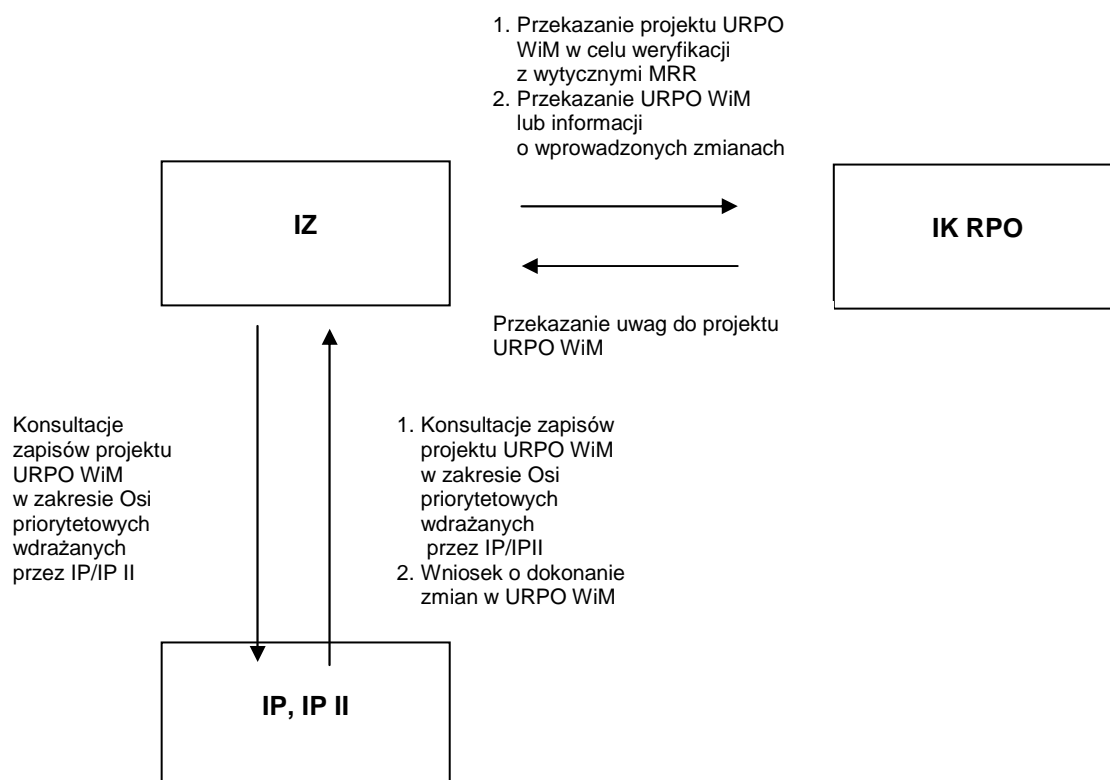 1. Przekazanie projektu URPO
WiM w celu weryfikacji
z wytycznymi MRR
2. Przekazanie URPO WiM
lub informacji
o wprowadzonych zmianach
IZ
IK RPO
Przekazanie uwag do projektu
URPO WiM
Konsultacje
zapisów projektu
URPO WiM
w zakresie Osi
priorytetowych
wdrażanych
przez IP/IP II
1. Konsultacje zapisów
projektu URPO WiM
w zakresie Osi
priorytetowych
wdrażanych
przez IP/IPII
2. Wniosek o dokonanie
zmian w URPO WiM
IP, IP II